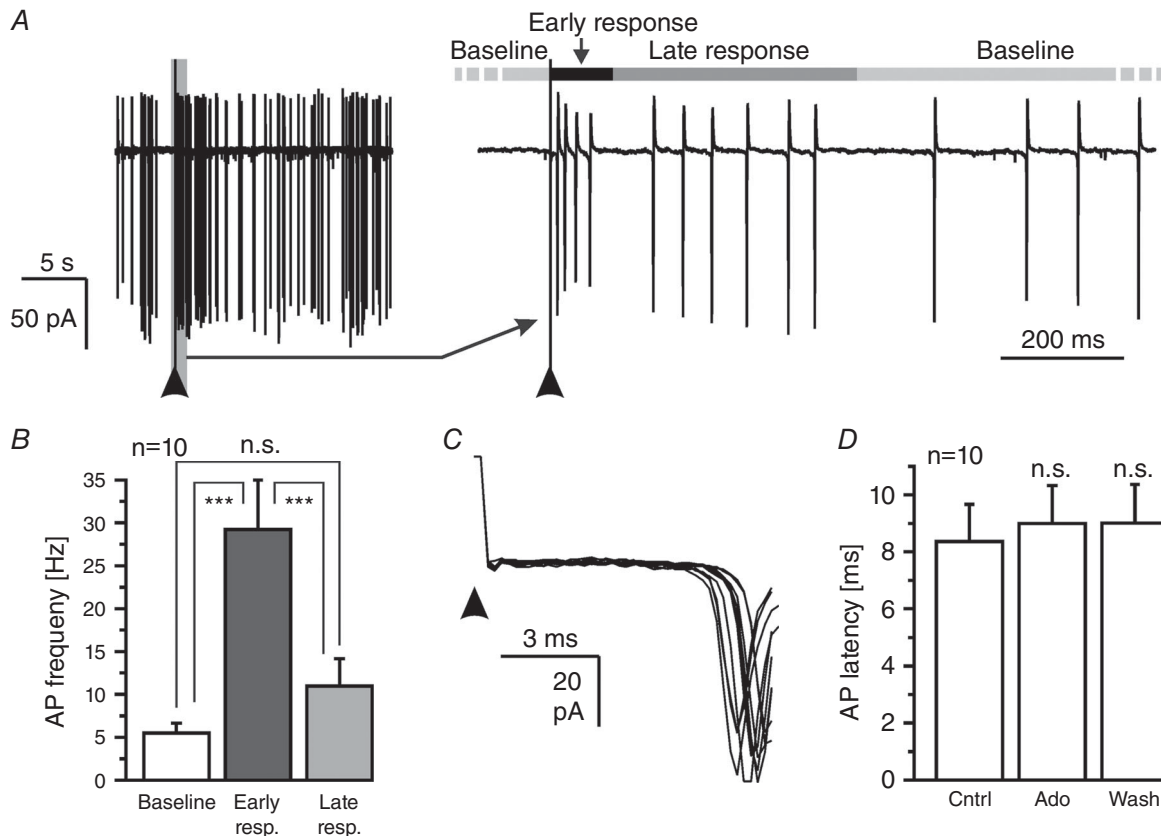 A
Early response
Baseline
Late response
Baseline
5 s
50 pA
200 ms
B
n=10
n.s.
***
***
35
30
25
20
15
10
5
0
AP frequeny [Hz]
Baseline
Early
resp.
Late
resp.
C
3 ms
20
pA
D
n=10
n.s.
n.s.
10
8
6
4
2
0
AP latency [ms]
Cntrl
Ado
Wash